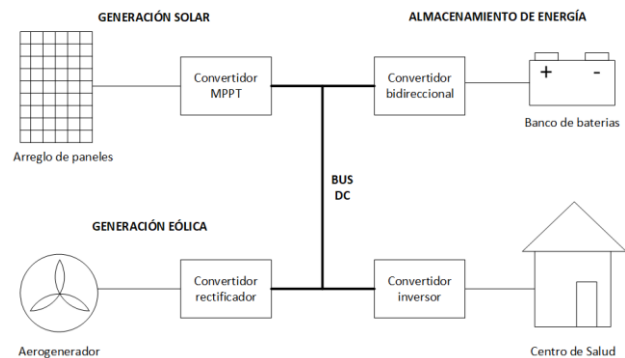 GENERACIÓN SOLAR
ALMACENAMIENTO DE ENERGÍA
Convertidor
MPPT
Convertidor
bidireccional
+ -
Arreglo de paneles
Banco de baterias
BUS
DC
GENERACIÓN EÓLICA
Convertidor
rectificador
Convertidor
inversor
Aerogenerador
Centro de Salud